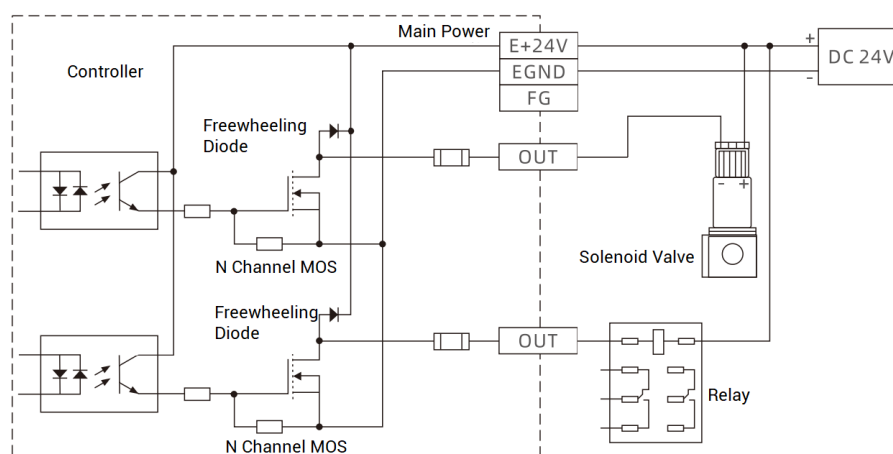 Main Power
E+24V
+
DC 24V
-
Controller
EGND
FG
Freewheeling
Diode
OUT
- +
N Channel MOS
Solenoid Valve
Freewheeling
Diode
OUT
Relay
N Channel MOS